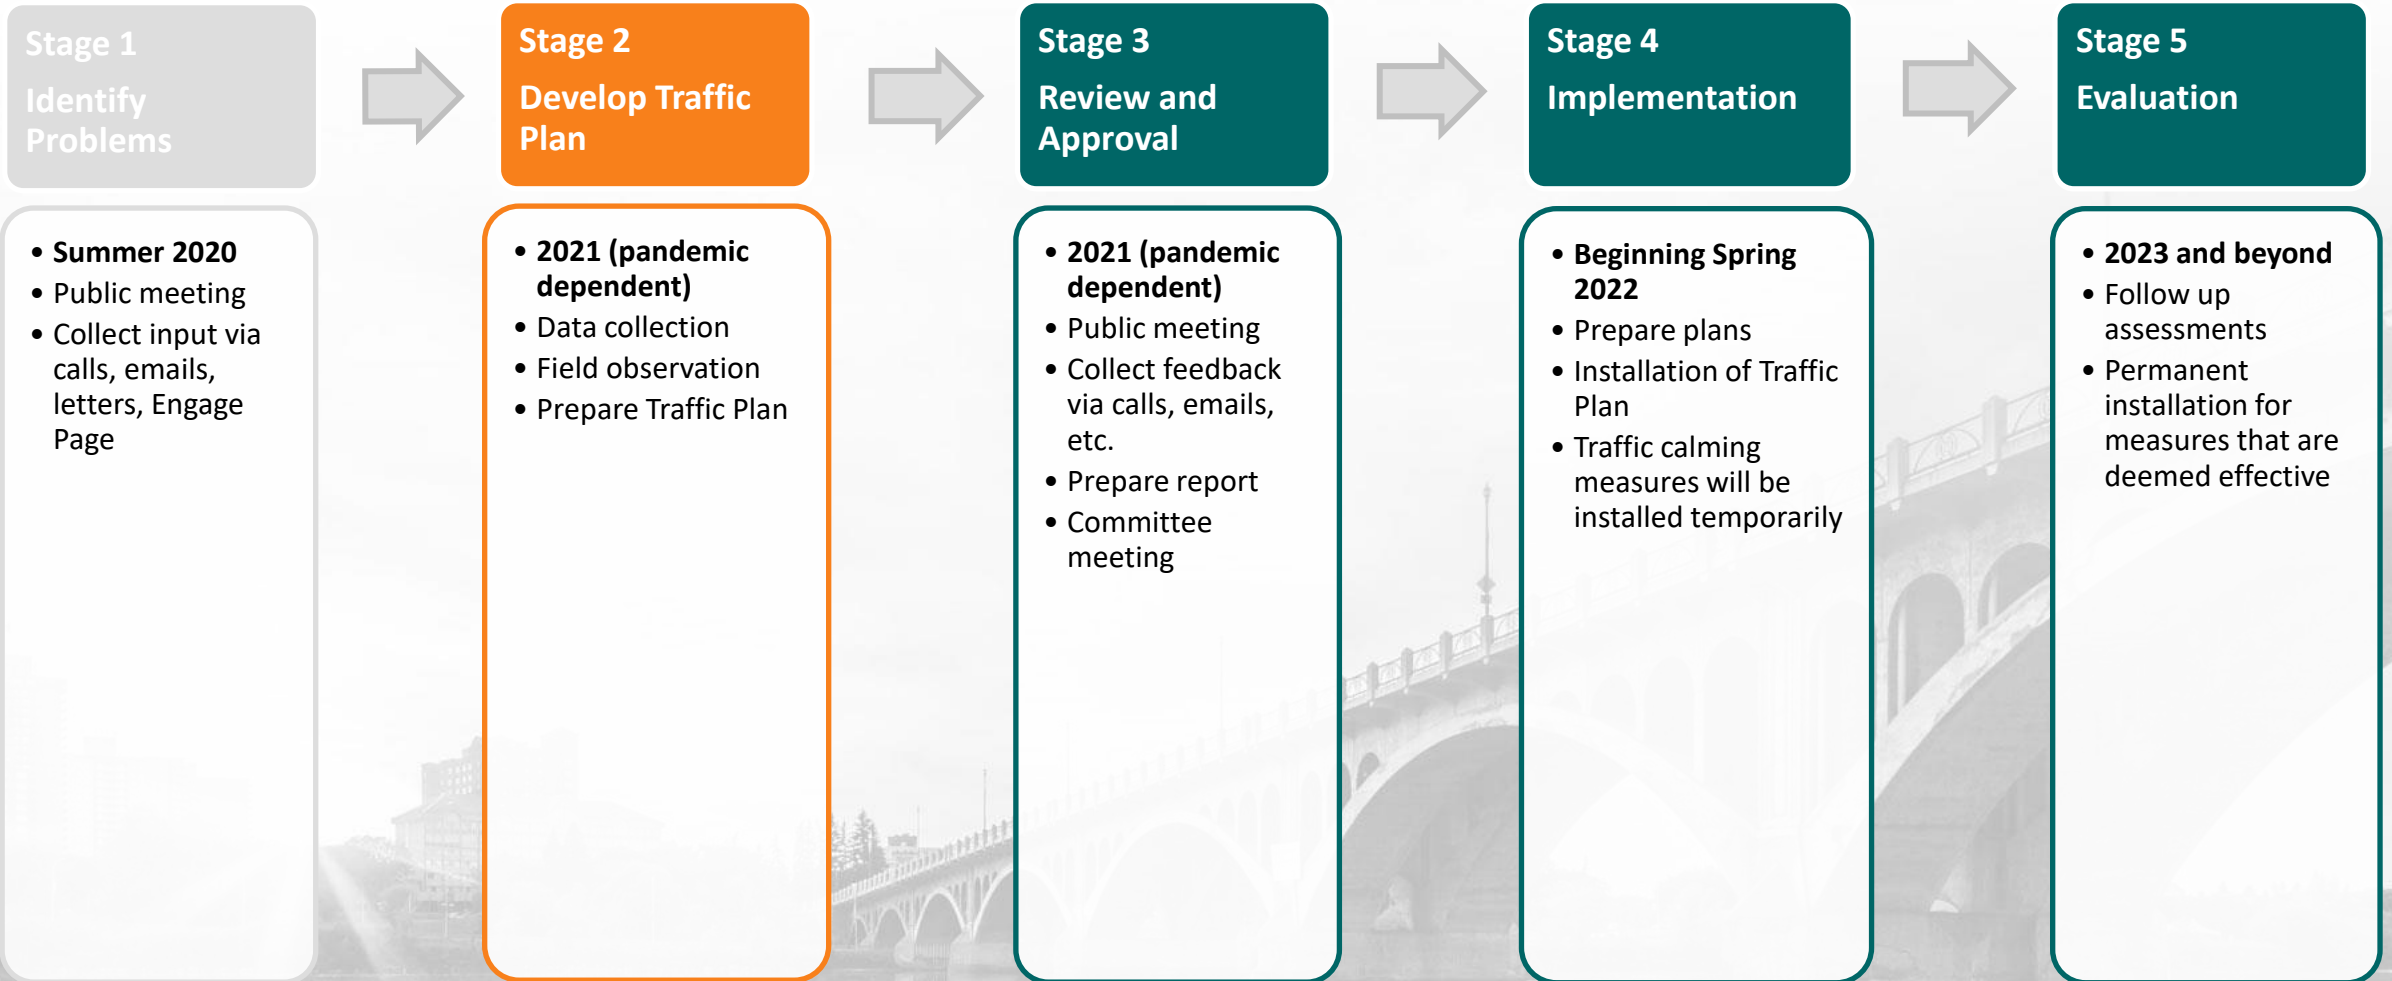 Stage 1
Identify
Problems
• Summer 2020
• Public meeting
• Collect input via
calls, emails,
letters, Engage
Page
Stage 2
Develop Traffic
Plan
• 2021 (pandemic
dependent)
• Data collection
• Field observation
• Prepare Traffic Plan
Stage 3
Review and
Approval
• 2021 (pandemic
dependent)
• Public meeting
• Collect feedback
via calls, emails,
etc.
• Prepare report
• Committee
meeting
Stage 4
Implementation
• Beginning Spring
2022
• Prepare plans
• Installation of Traffic
Plan
• Traffic calming
measures will be
installed temporarily
Stage 5
Evaluation
• 2023 and beyond
• Follow up
assessments
• Permanent
installation for
measures that are
deemed effective